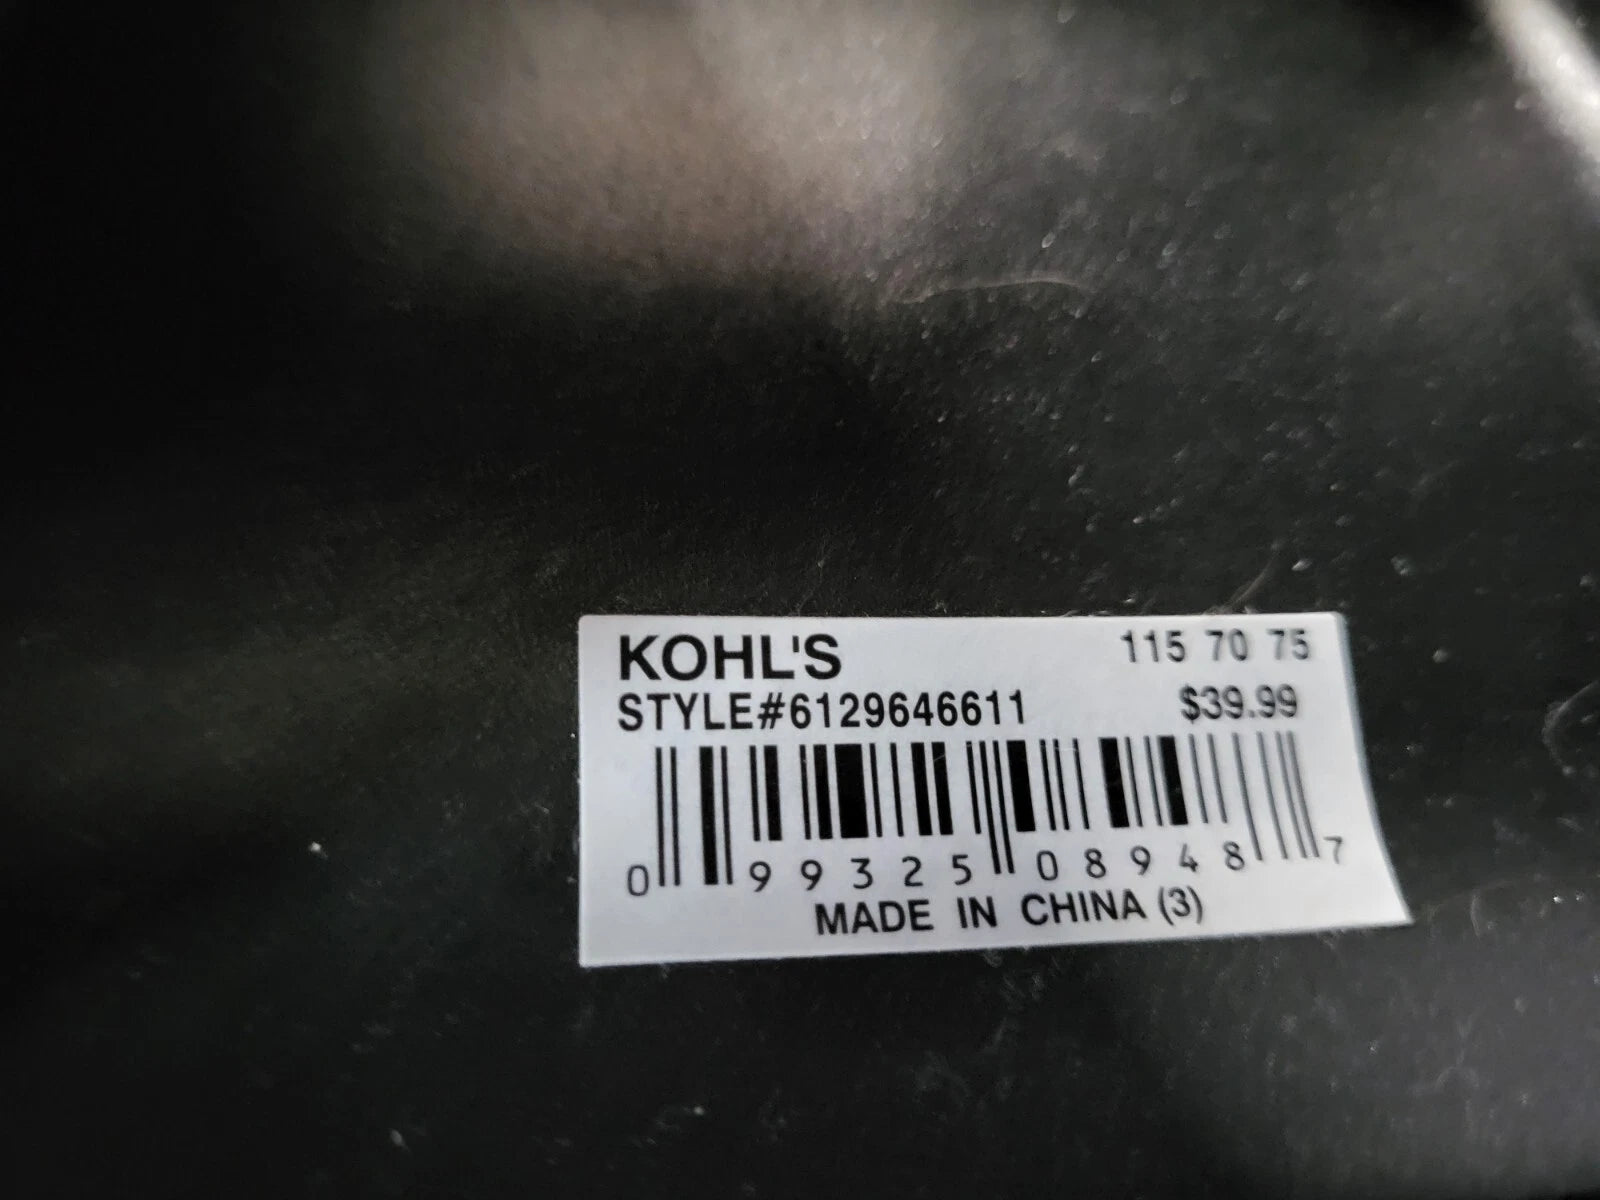 KOHL'S 115 70 75
STYLE#6129646611 $39.99
0 99325 08948 7
MADE IN CHINA (3)